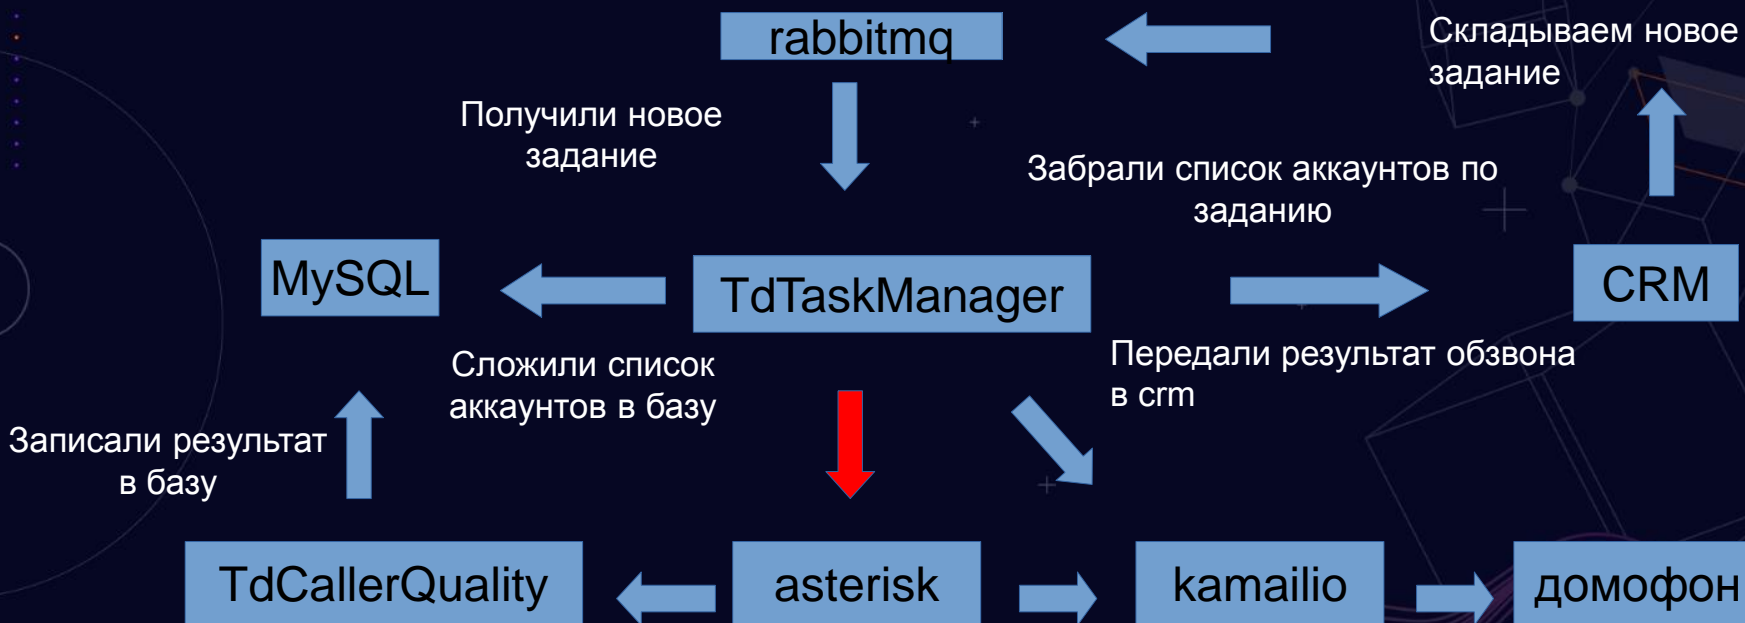 rabbitmq
Складываем новое
задание
Получили новое
задание
Забрали список аккаунтов по
заданию
MySQL
TdTaskManager
CRM
Сложили список
аккаунтов в базу
Передали результат обзвона
в crm
Записали результат
в базу
TdCallerQuality
asterisk
kamailio
домофон